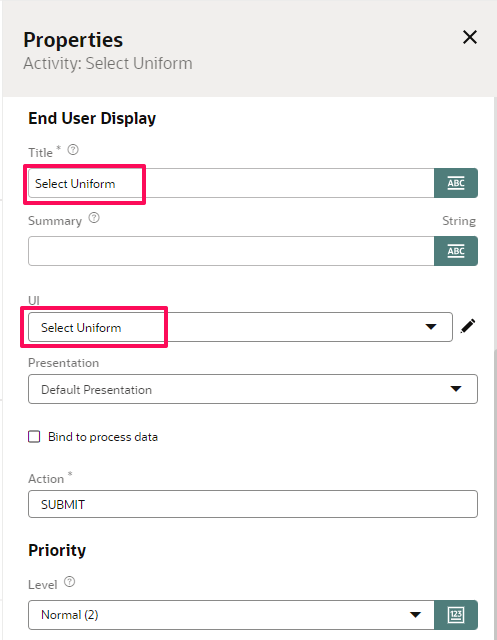 Properties
Activity: Select Uniform
End User Display
Title *
Select Uniform
ABC
Summary
String
ABC
UI
Select Uniform
Presentation
Default Presentation
Bind to process data
Action *
SUBMIT
Priority
Level
Normal (2)
123